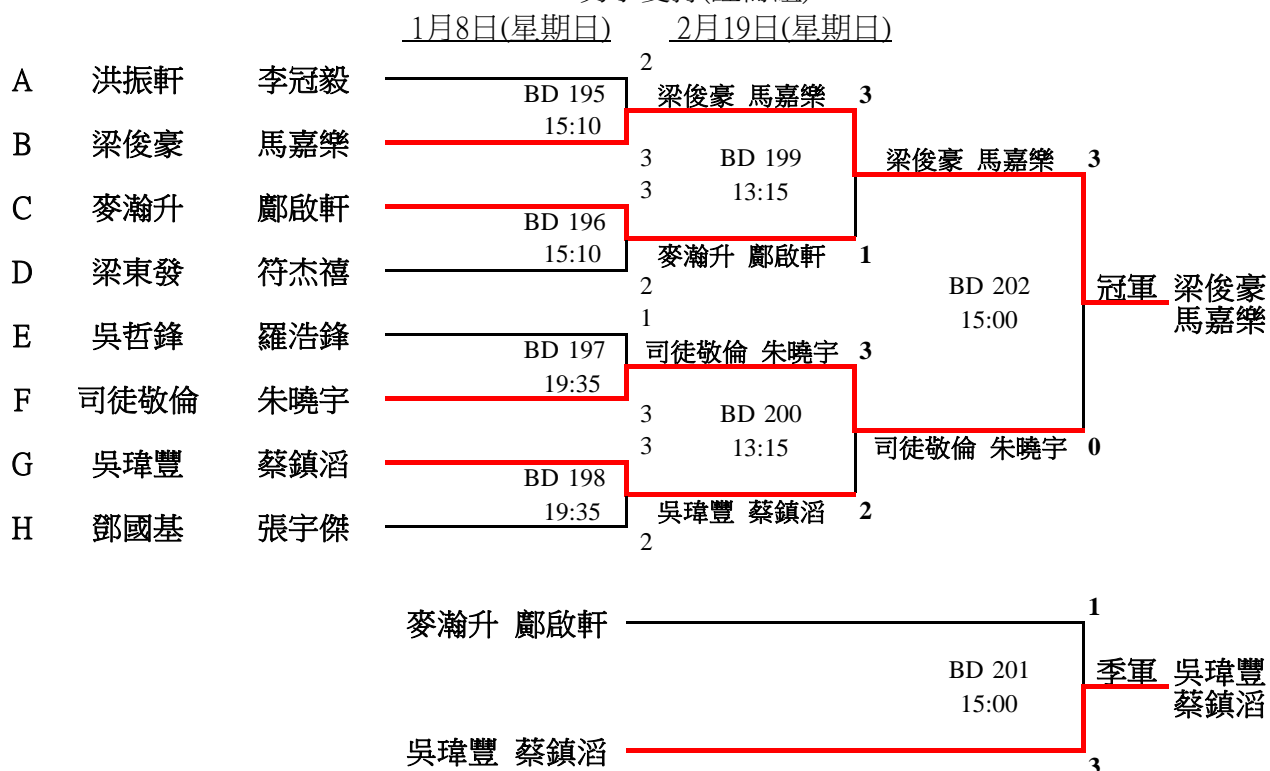 1月8日(星期日) 2月19日(星期日)
2
A 洪振軒 李冠毅
BD 195 梁俊豪 馬嘉樂 3
15:10
B 梁俊豪 馬嘉樂
3 BD 199 梁俊豪 馬嘉樂 3
3 13:15
C 麥瀚升 鄺啟軒
BD 196
15:10 麥瀚升 鄺啟軒 1
D 梁東發 符杰禧
2 BD 202 冠軍 梁俊豪
1 15:00 馬嘉樂
E 吳哲鋒 羅浩鋒
BD 197 司徒敬倫 朱曉宇 3
19:35
F 司徒敬倫 朱曉宇
3 BD 200
3 13:15 司徒敬倫 朱曉宇 0
G 吳瑋豐 蔡鎮滔
BD 198
19:35 吳瑋豐 蔡鎮滔 2
H 鄧國基 張宇傑
2
1
麥瀚升 鄺啟軒
BD 201 季軍 吳瑋豐
15:00 蔡鎮滔
吳瑋豐 蔡鎮滔
3